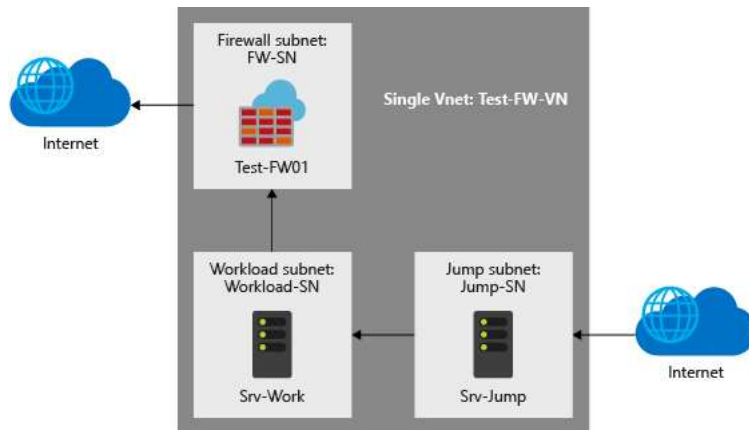 Firewall subnet:
FW-SN
Single Vnet: Test-FW-VN
Internet
Test-FW01
Workload subnet:
Workload-SN
Jump subnet:
Jump-SN
Srv-Work
Srv-Jump
Internet